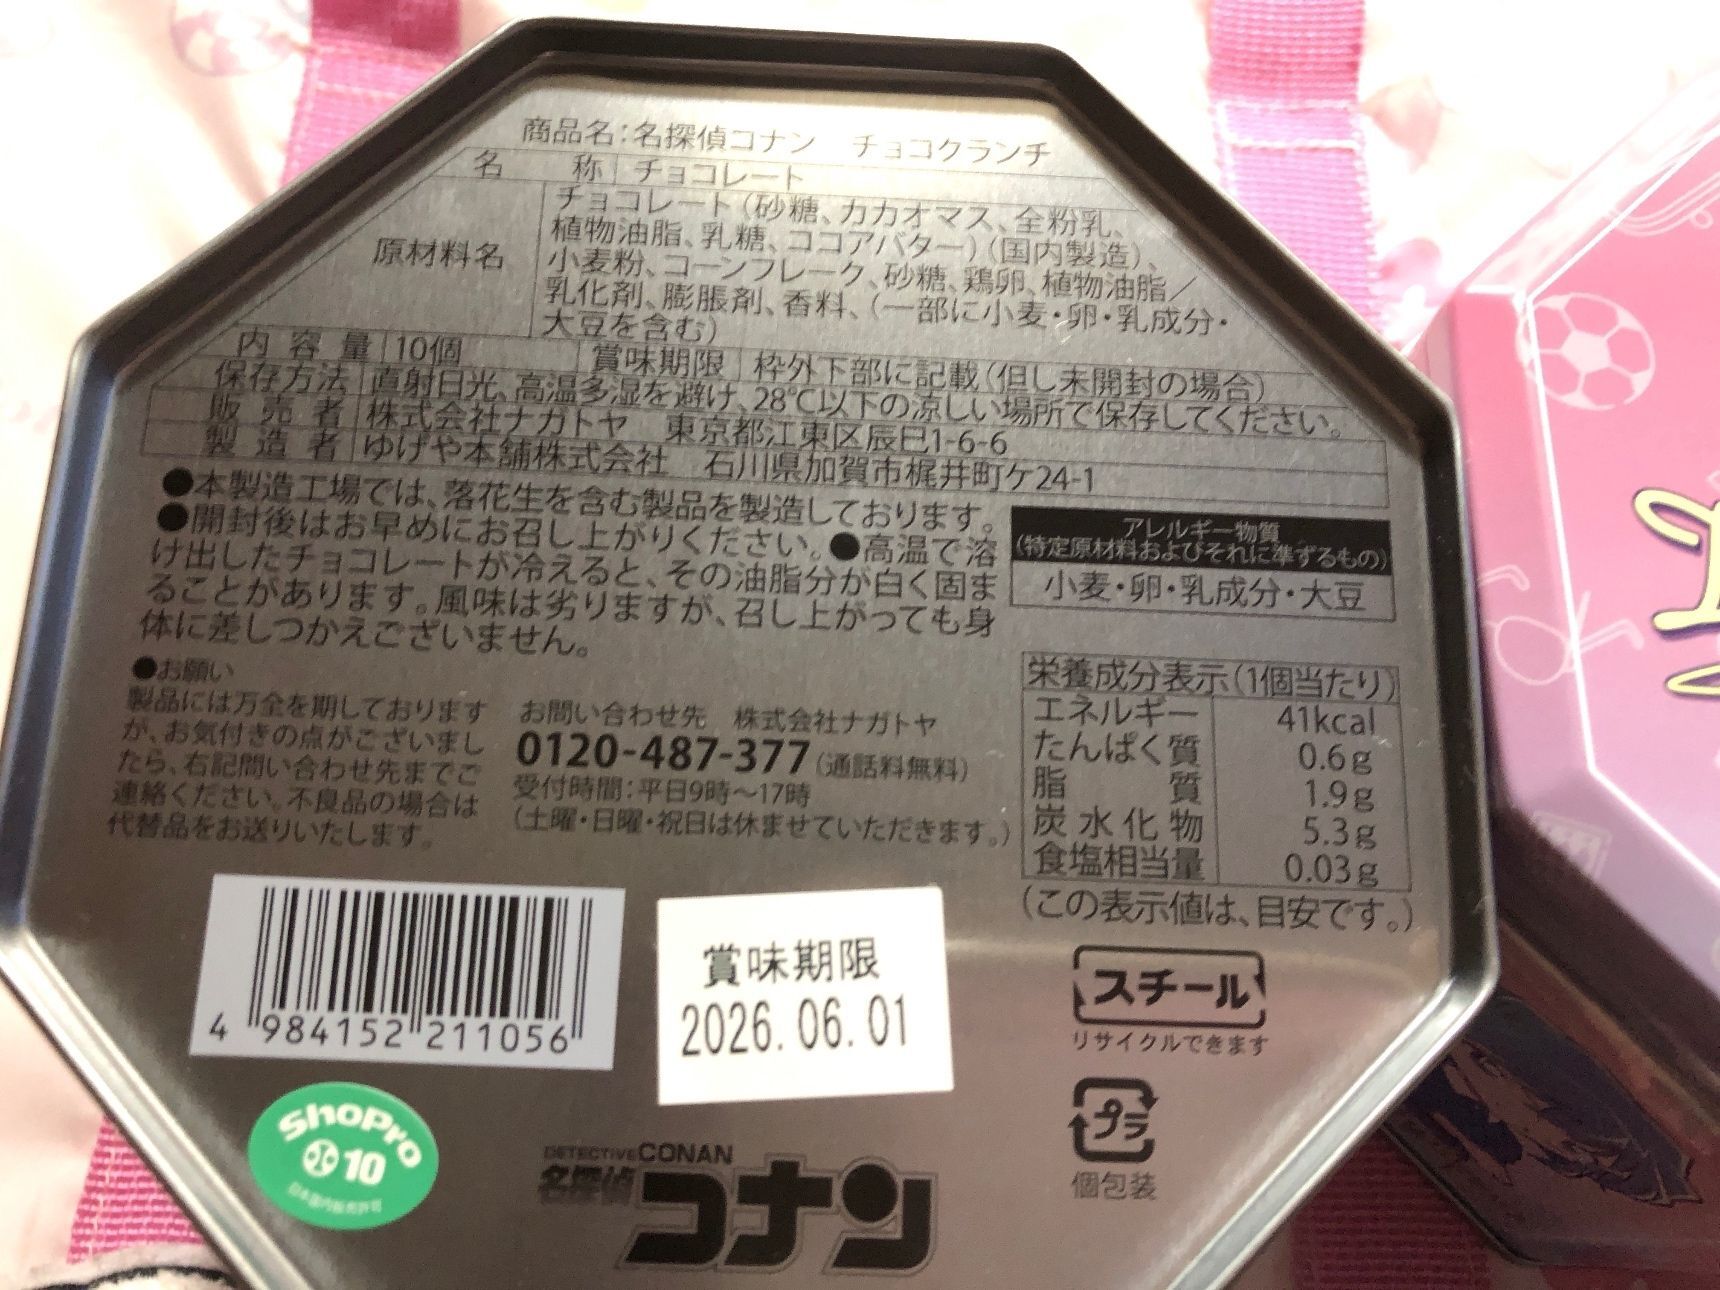 商品名：名探偵コナン　チョコクランチ
名称 チョコレート
原材料名 チョコレート（砂糖、カカオマス、全粉乳、
植物油脂、乳糖、ココアバター）（国内製造）、
小麦粉、コーンフレーク、砂糖、鶏卵、植物油脂／
乳化剤、膨脹剤、香料、（一部に小麦・卵・乳成分・
大豆を含む）
内容量 10個 賞味期限 枠外下部に記載（但し未開封の場合）
保存方法 直射日光、高温多湿を避け、28℃以下の涼しい場所で保存してください。
販売者 株式会社ナガトヤ　東京都江東区辰巳1-6-6
製造者 ゆげや本舗株式会社　石川県加賀市梶井町ケ24-1
●本製造工場では、落花生を含む製品を製造しております。
●開封後はお早めにお召し上がりください。●高温で溶
け出したチョコレートが冷えると、その油脂分が白く固ま
ることがあります。風味は劣りますが、召し上がっても身
体に差しつかえございません。
アレルギー物質
（特定原材料およびそれに準ずるもの）
小麦・卵・乳成分・大豆
●お願い
製品には万全を期しております
が、お気付きの点がございまし
たら、右記問い合わせ先までご
連絡ください。不良品の場合は
代替品をお送りいたします。
お問い合わせ先　株式会社ナガトヤ
0120-487-377（通話料無料）
受付時間：平日9時～17時
（土曜・日曜・祝日は休ませていただきます。）
栄養成分表示（1個当たり）
エネルギー 41kcal
たんぱく質 0.6g
脂質 1.9g
炭水化物 5.3g
食塩相当量 0.03g
（この表示値は、目安です。）
4 984152 211056
賞味期限
2026.06.01
スチール
リサイクルできます
プラ
個包装
ShoPro
10
日本国内販売許可
DETECTIVE CONAN
名探偵
コナン